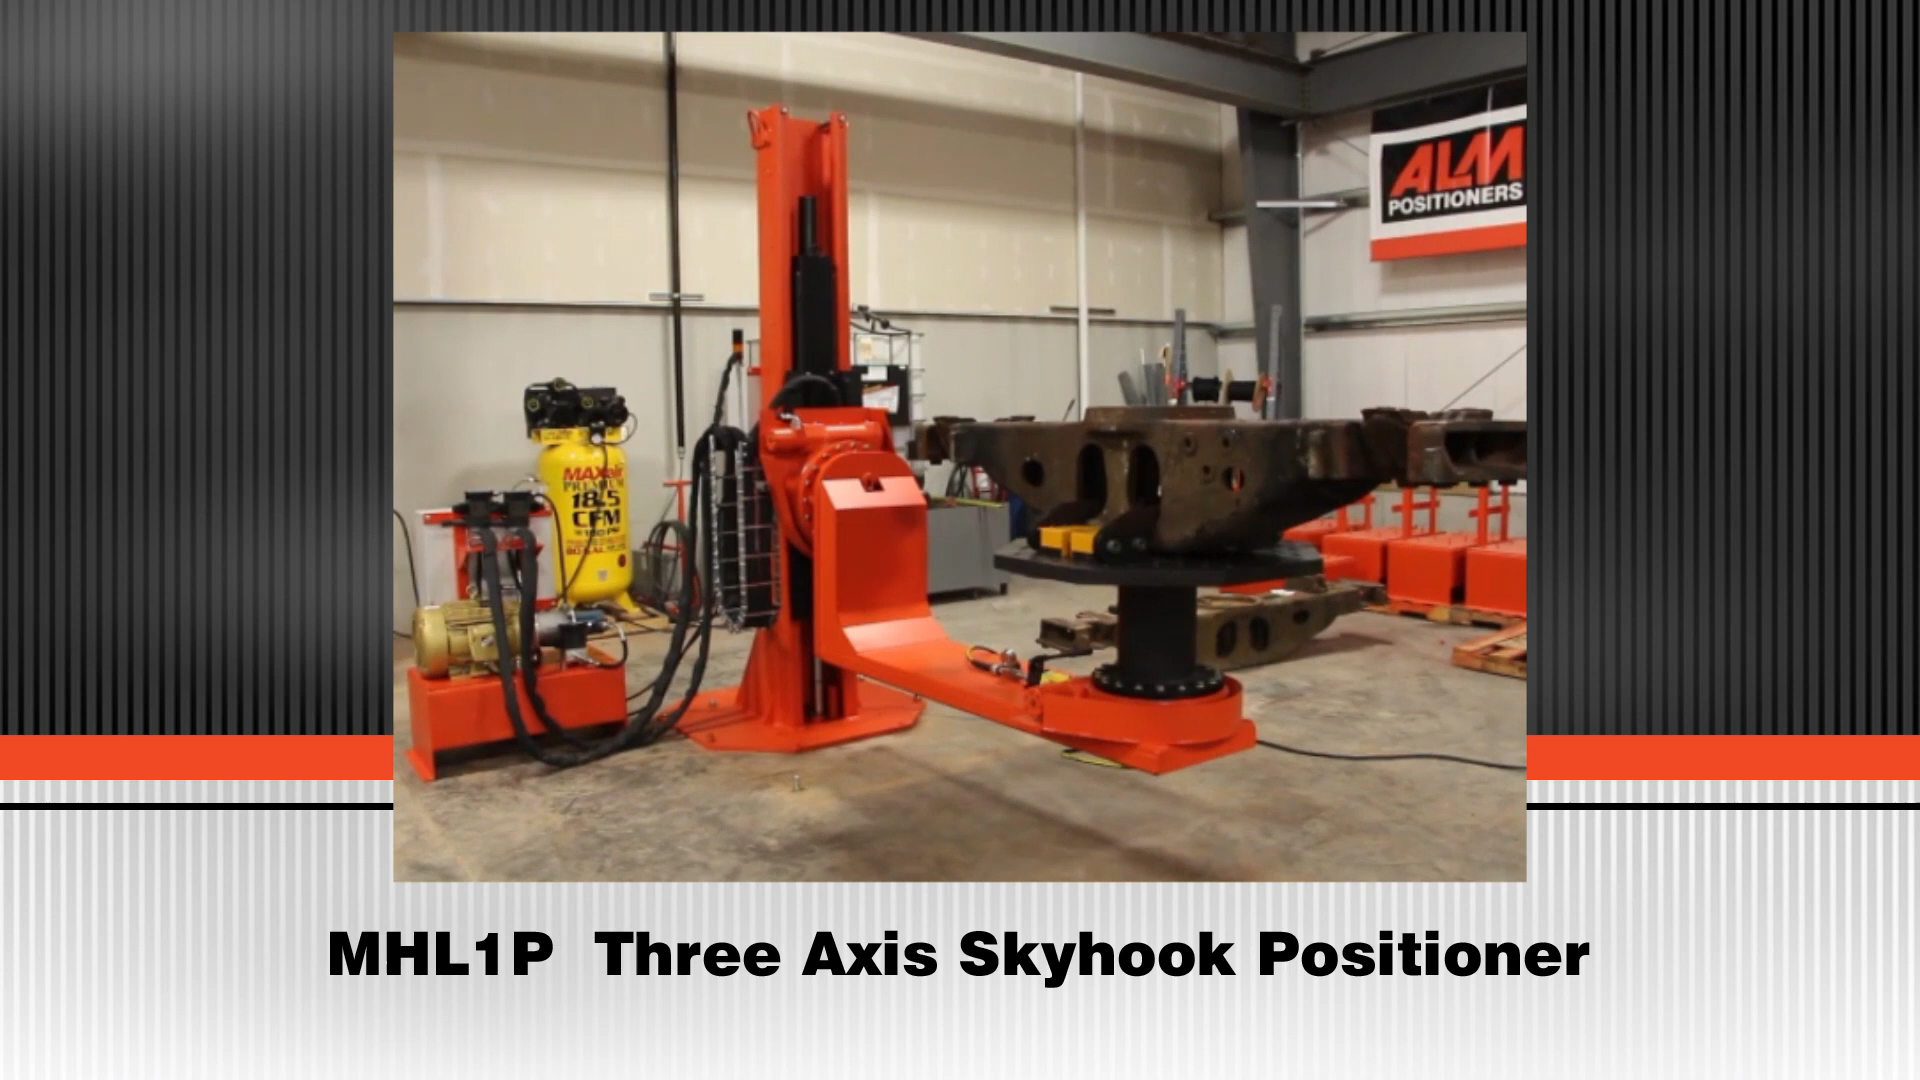 ALM
POSITIONERS
MAXair
PREMIUM
18.5
CFM
MHL1P  Three Axis Skyhook Positioner